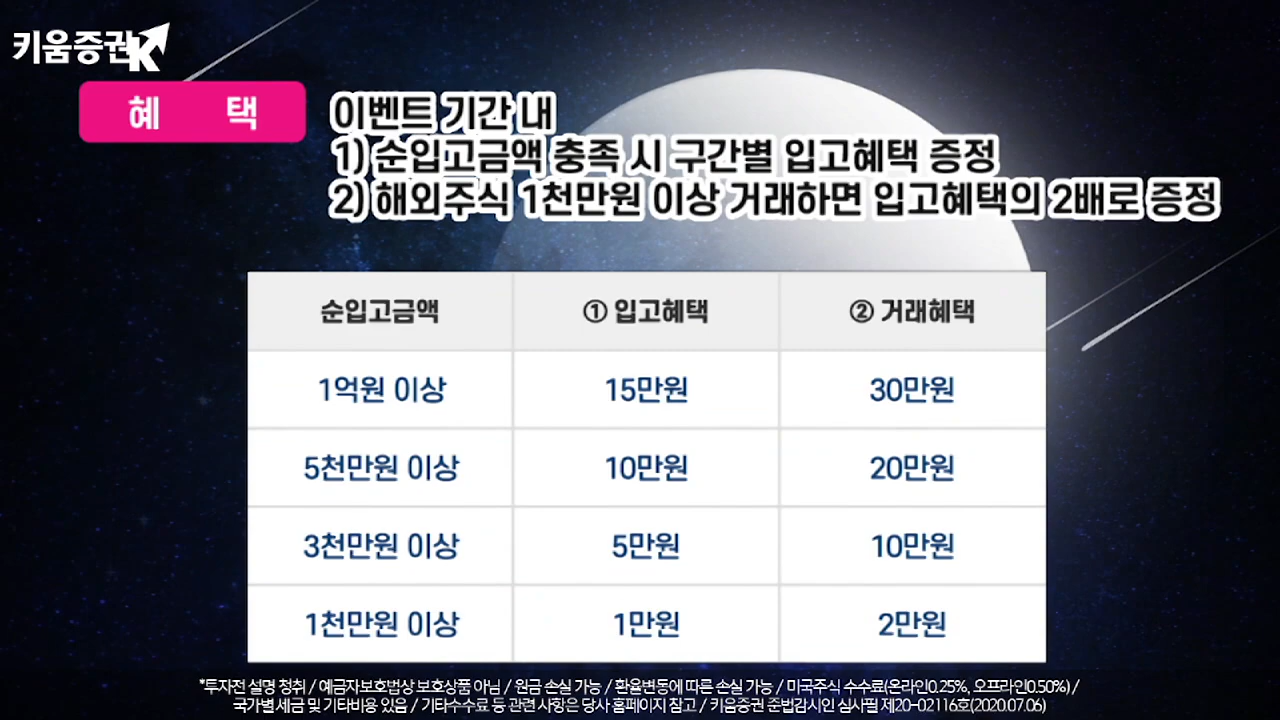 키움증권K
혜 택
이벤트 기간 내
1) 순입고금액 충족 시 구간별 입고혜택 증정
2) 해외주식 1천만원 이상 거래하면 입고혜택의 2배로 증정
순입고금액 ① 입고혜택 ② 거래혜택
1억원 이상 15만원 30만원
5천만원 이상 10만원 20만원
3천만원 이상 5만원 10만원
1천만원 이상 1만원 2만원
*투자전 설명 청취 / 예금자보호법상 보호상품 아님 / 원금 손실 가능 / 환율변동에 따른 손실 가능 / 미국주식 수수료(온라인0.25%, 오프라인0.50%) /
국가별 세금 및 기타비용 있음 / 기타수수료 등 관련 사항은 당사 홈페이지 참고 / 키움증권 준법감시인 심사필 제20-02116호(2020.07.06)